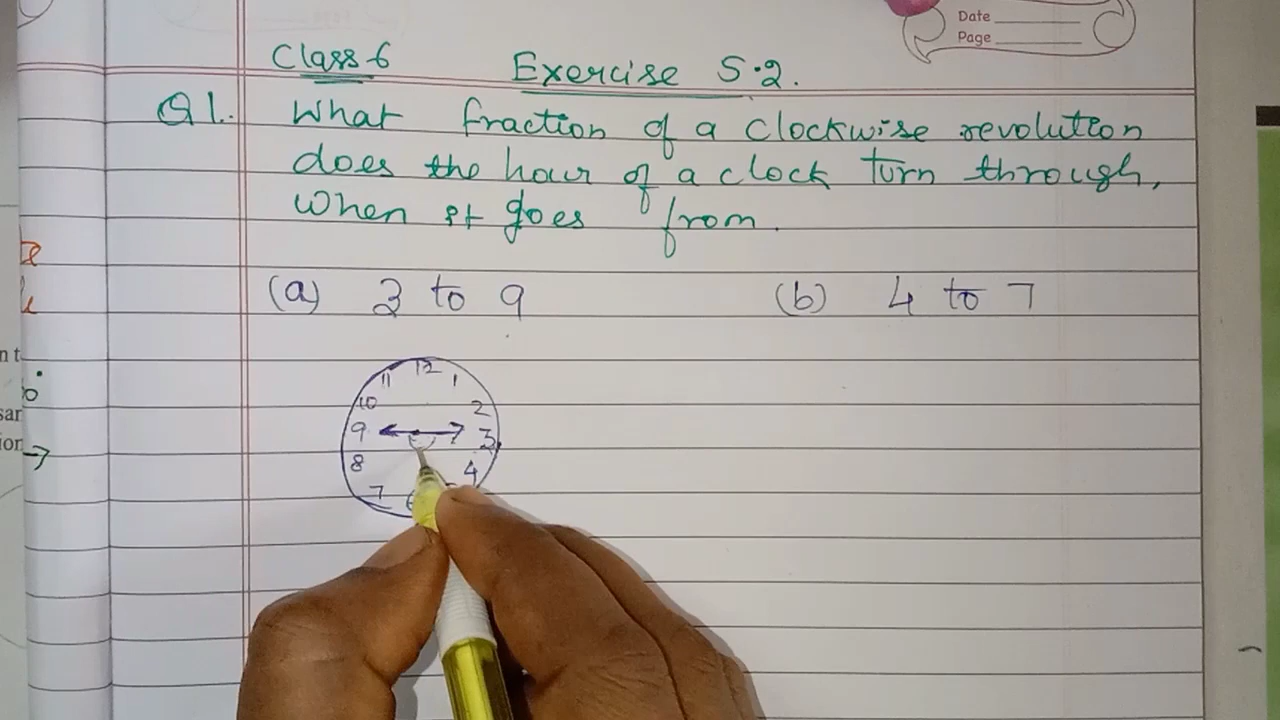 Date
Page
Class-6 Exercise 5.2.
Q1. What fraction of a clockwise revolution
does the hour of a clock turn through,
when it goes from.
(a) 3 to 9 (b) 4 to 7
12
11 1
10 2
9 3
8 4
7 6